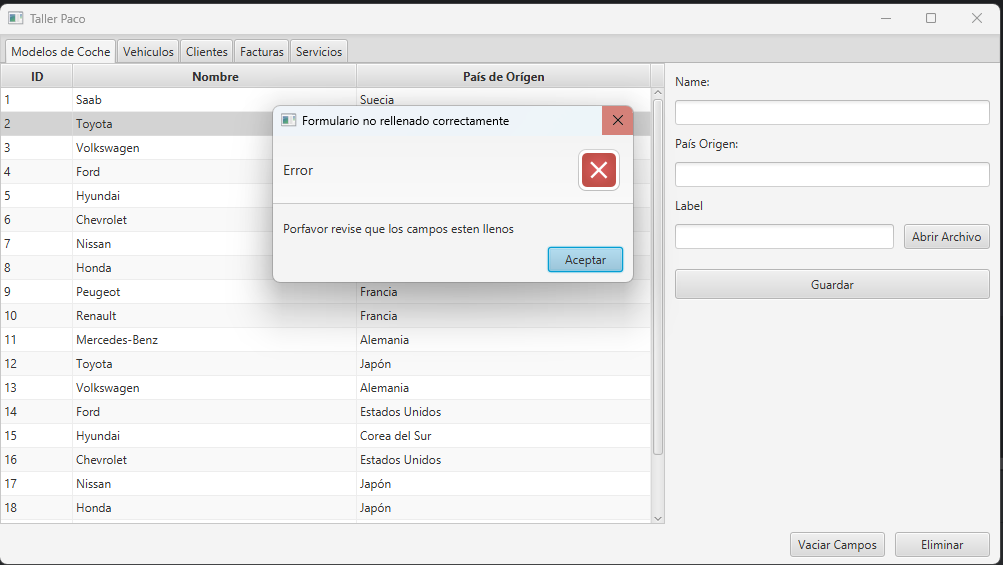 Taller Paco
Modelos de Coche Vehiculos Clientes Facturas Servicios
ID Nombre País de Orígen
1 Saab Suecia
2 Toyota
3 Volkswagen
4 Ford
5 Hyundai
6 Chevrolet
7 Nissan
8 Honda
9 Peugeot Francia
10 Renault Francia
11 Mercedes-Benz Alemania
12 Toyota Japón
13 Volkswagen Alemania
14 Ford Estados Unidos
15 Hyundai Corea del Sur
16 Chevrolet Estados Unidos
17 Nissan Japón
18 Honda Japón
Formulario no rellenado correctamente
Error
Porfavor revise que los campos esten llenos
Aceptar
Name:
País Origen:
Label
Abrir Archivo
Guardar
Vaciar Campos Eliminar